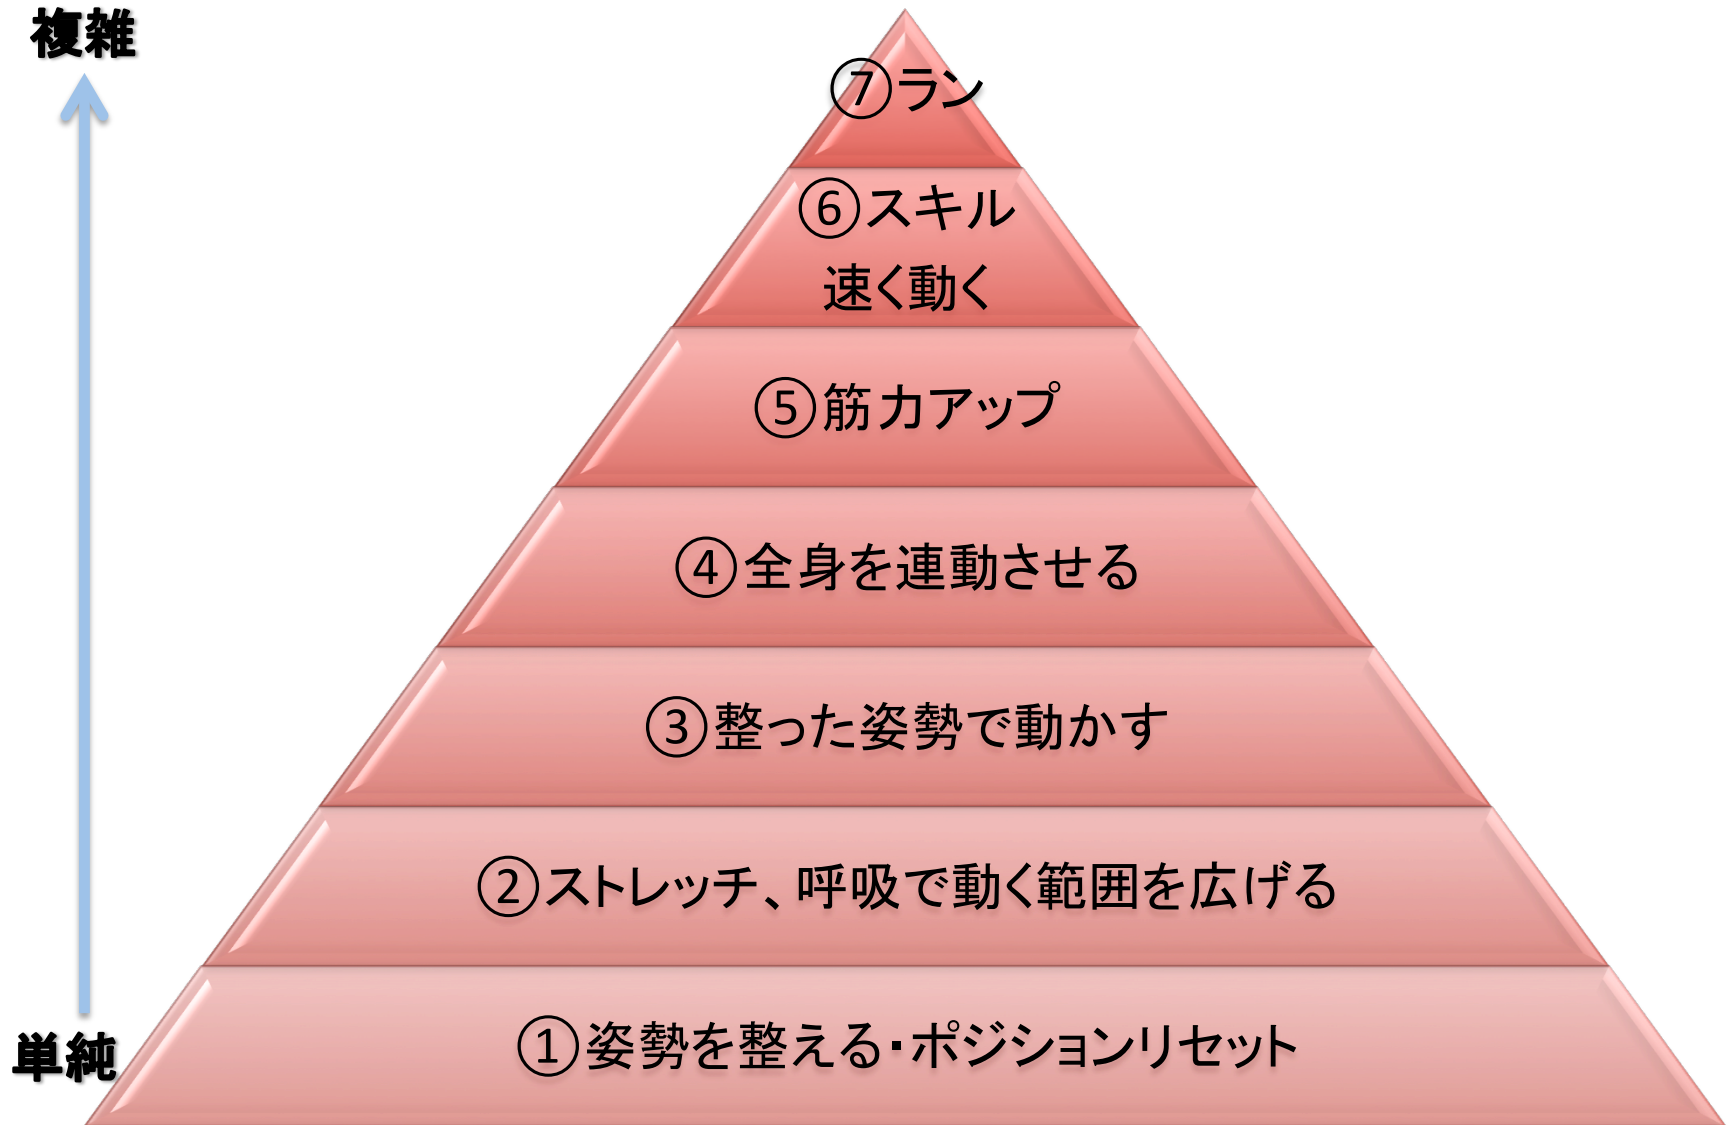 複雑
⑦ラン
⑥スキル
速く動く
⑤筋力アップ
④全身を連動させる
③整った姿勢で動かす
②ストレッチ、呼吸で動く範囲を広げる
①姿勢を整える・ポジションリセット
単純